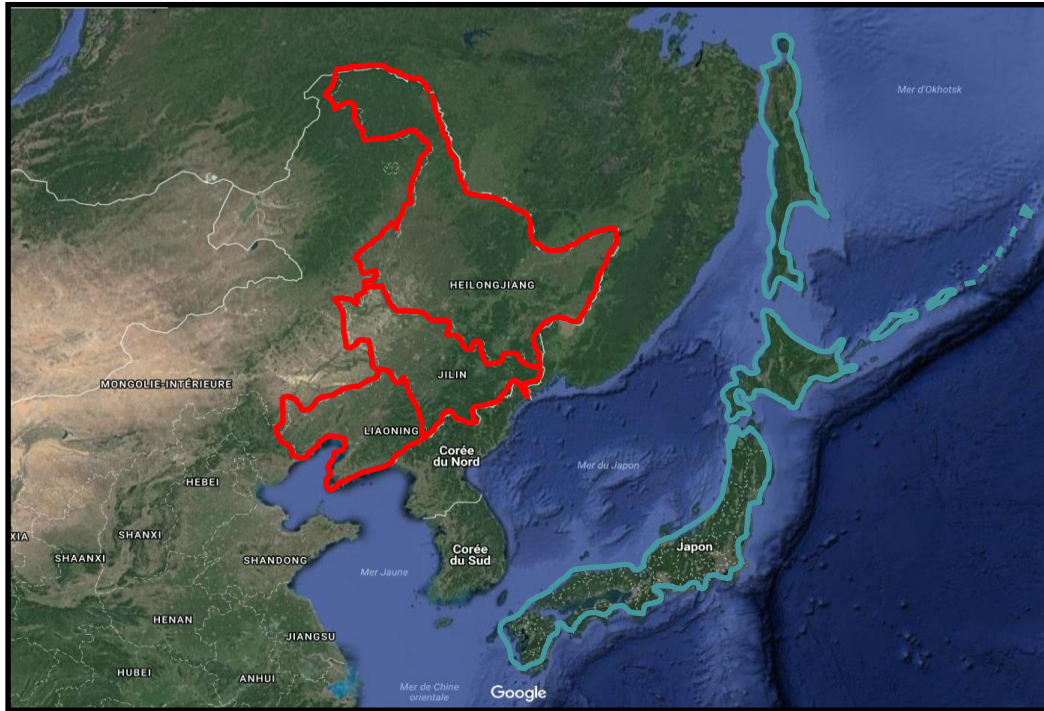 Mer d'Okhotsk
HEILONGJIANG
MONGOLIE-INTÉRIEURE
JILIN
LIAONING
Corée
du Nord
Mer du Japon
HEBEI
XIA
SHANXI
SHAANXI
SHANDONG
Corée
du Sud
Japon
Mer Jaune
HENAN
JIANGSU
HUBEI
ANHUI
Mer de Chine
orientale
Google